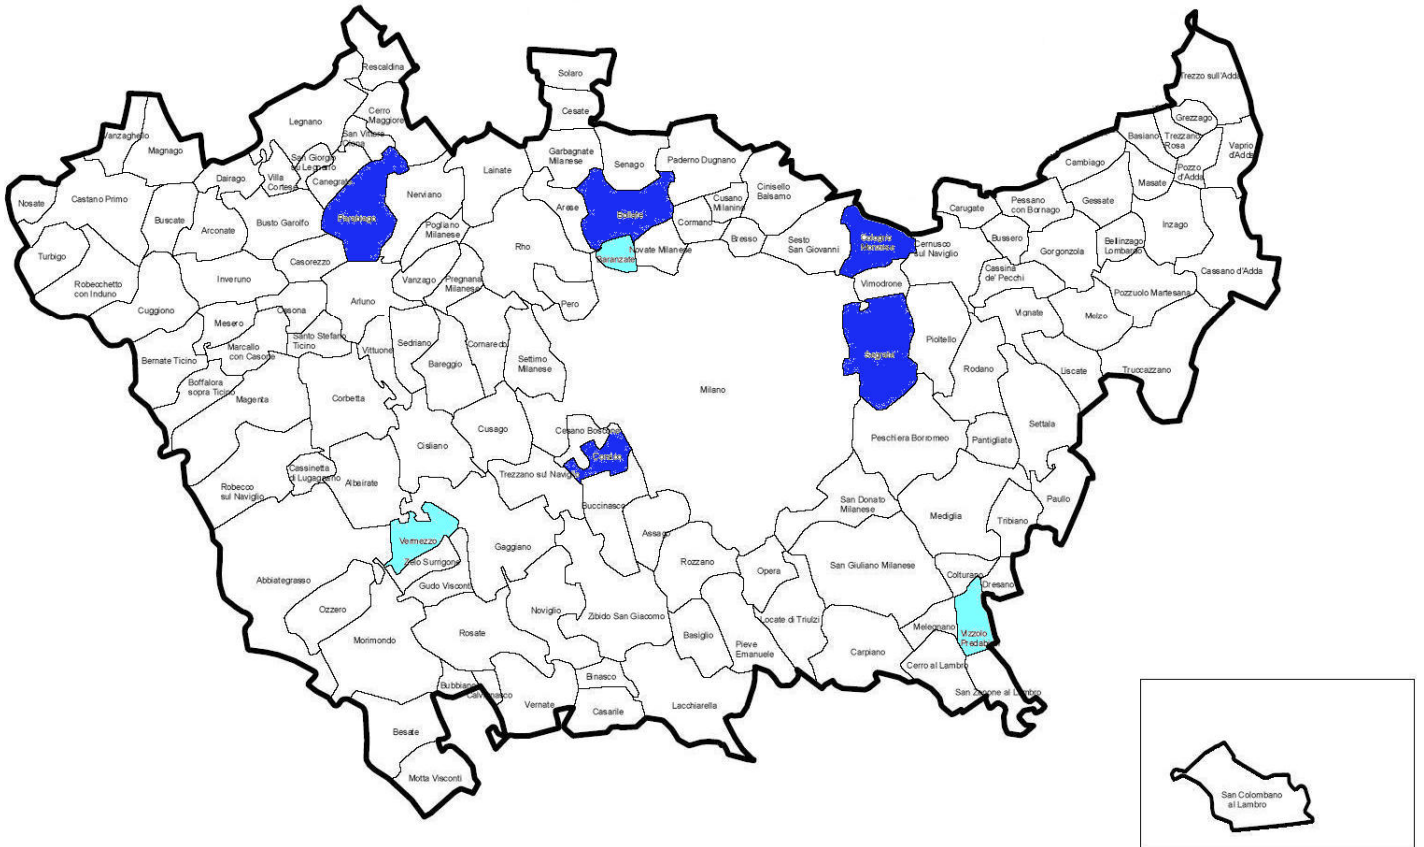 Rescaldina
Solaro
Trezzo sull'Adda
Cerro
Maggiore
Cesate
Legnano
Grezzago
Vanzaghello
Magnago
San Vittore
Olona
Basiano
Trezzano
Rosa
Vaprio
d'Adda
Garbagnate
Milanese
Senago
Paderno Dugnano
Cambiago
Pozzo
d'Adda
San Giorgio
su Legnano
Lainate
Masate
Dairago
Villa
Cortese
Canegrate
Nerviano
Cinisello
Balsamo
Pessano
con Bornago
Gessate
Nosate
Castano Primo
Arese
Cusano
Milanino
Carugate
Buscate
Busto Garolfo
Parabiago
Bollate
Cormano
Inzago
Arconate
Pogliano
Milanese
Bresso
Sesto
San Giovanni
Cologno
Monzese
Cernusco
sul Naviglio
Bussero
Bellinzago
Lombardo
Turbigo
Rho
Novate Milanese
Gorgonzola
Casorezzo
Baranzate
Cassina
de' Pecchi
Cassano d'Adda
Inveruno
Vanzago
Pregnana
Milanese
Vimodrone
Robecchetto
con Induno
Pozzuolo Martesana
Arluno
Pero
Cuggiono
Mesero
Vignate
Melzo
Santo Stefano
Ticino
Sedriano
Cornaredo
Pioltello
Marcallo
con Casone
Vittuone
Segrate
Bernate Ticino
Bareggio
Settimo
Milanese
Rodano
Liscate
Truccazzano
Boffalora
sopra Ticino
Milano
Magenta
Corbetta
Settala
Cusago
Cesano Boscone
Peschiera Borromeo
Pantigliate
Cisliano
Corsico
Cassinetta
di Lugagnano
Trezzano sul Naviglio
Albairate
Robecco
sul Naviglio
San Donato
Milanese
Paullo
Buccinasco
Mediglia
Tribiano
Assago
Vermezzo
Gaggiano
Zelo Surrigone
Rozzano
San Giuliano Milanese
Opera
Abbiategrasso
Gudo Visconti
Colturano
Dresano
Ozzero
Noviglio
Zibido San Giacomo
Locate di Triulzi
Melegnano
Rosate
Vizzolo
Predabissi
Morimondo
Basiglio
Pieve
Emanuele
Carpiano
Cerro al Lambro
Binasco
San Zenone al Lambro
Vernate
Casarile
Lacchiarella
Besate
Motta Visconti
San Colombano
al Lambro